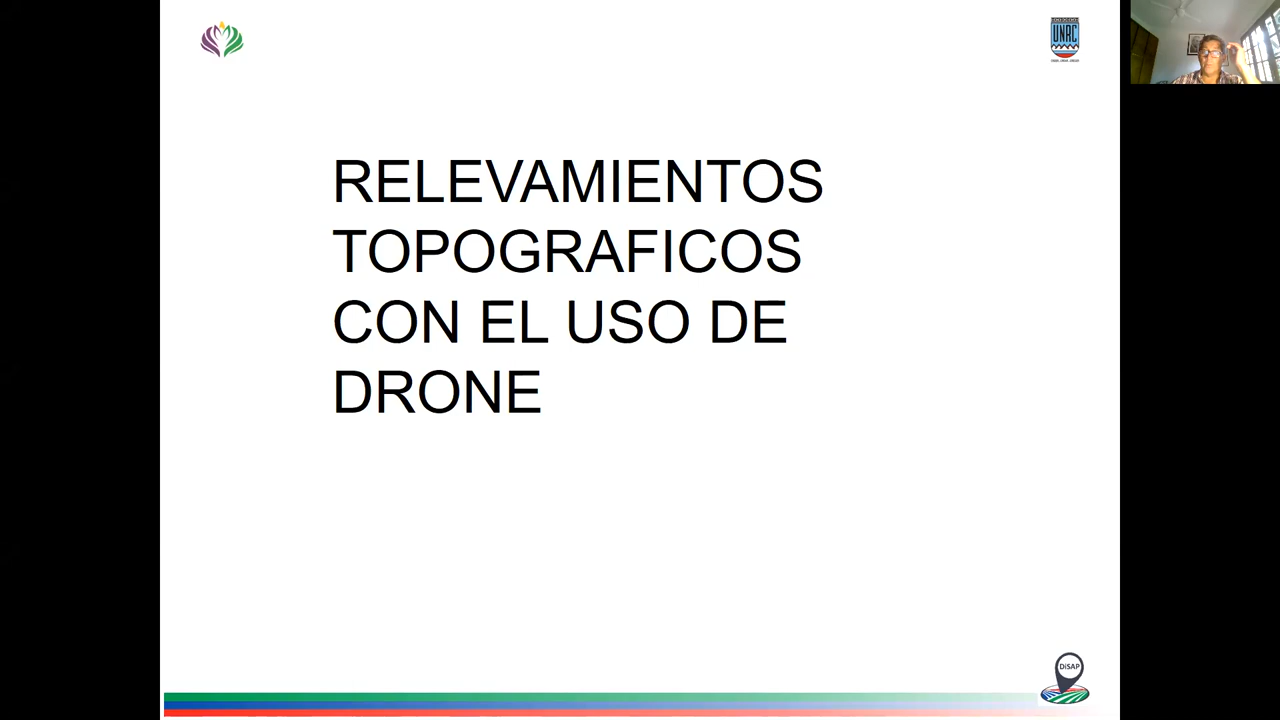 UNRC
RELEVAMIENTOS
TOPOGRAFICOS
CON EL USO DE
DRONE
DiSAP